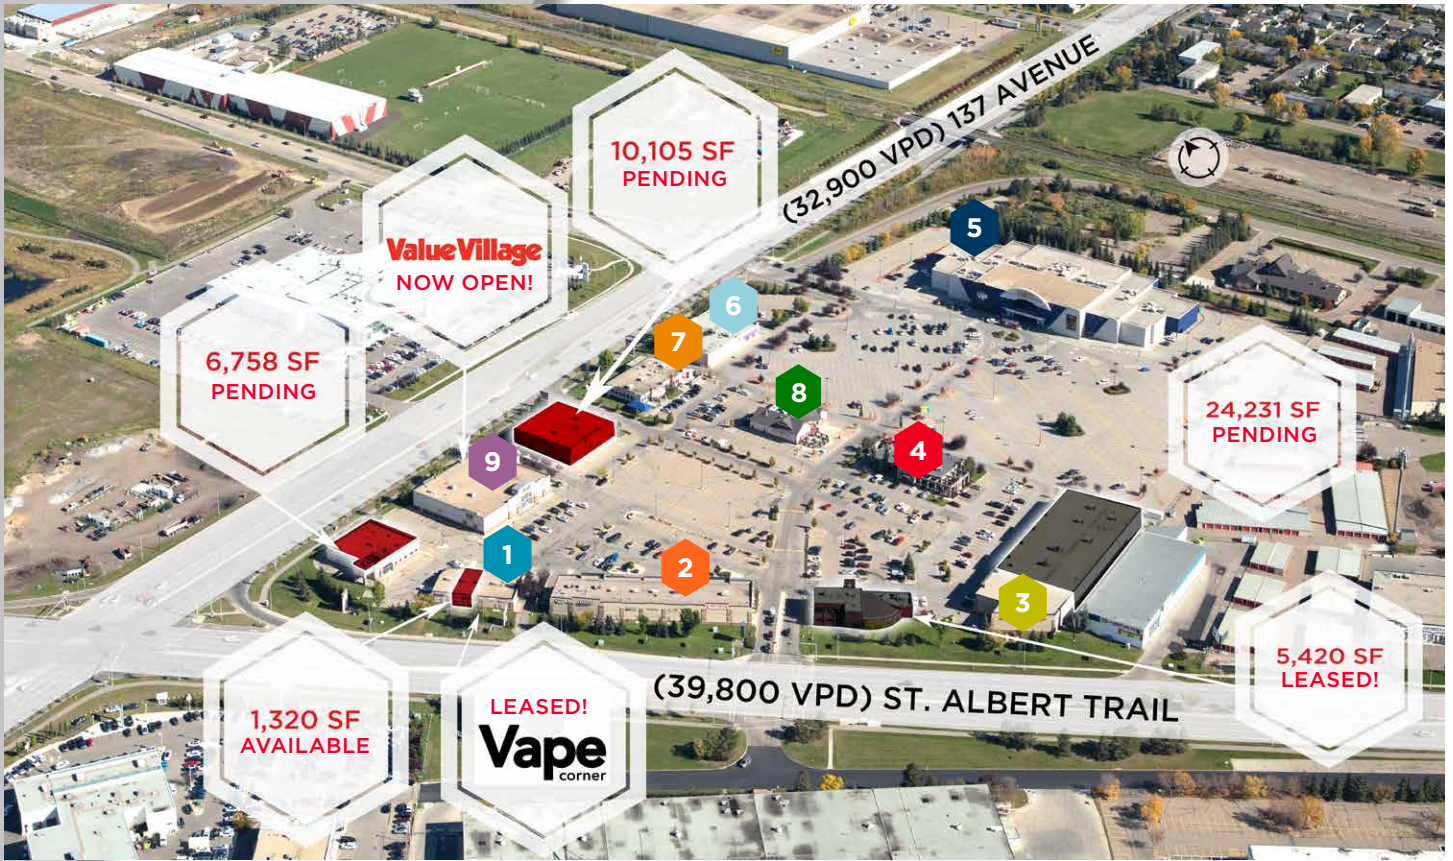 10,105 SF
PENDING
(32,900 VPD) 137 AVENUE
Value Village
NOW OPEN!
5
6
7
6,758 SF
PENDING
8
24,231 SF
PENDING
4
9
1
2
3
5,420 SF
LEASED!
(39,800 VPD) ST. ALBERT TRAIL
1,320 SF
AVAILABLE
LEASED!
Vape
corner